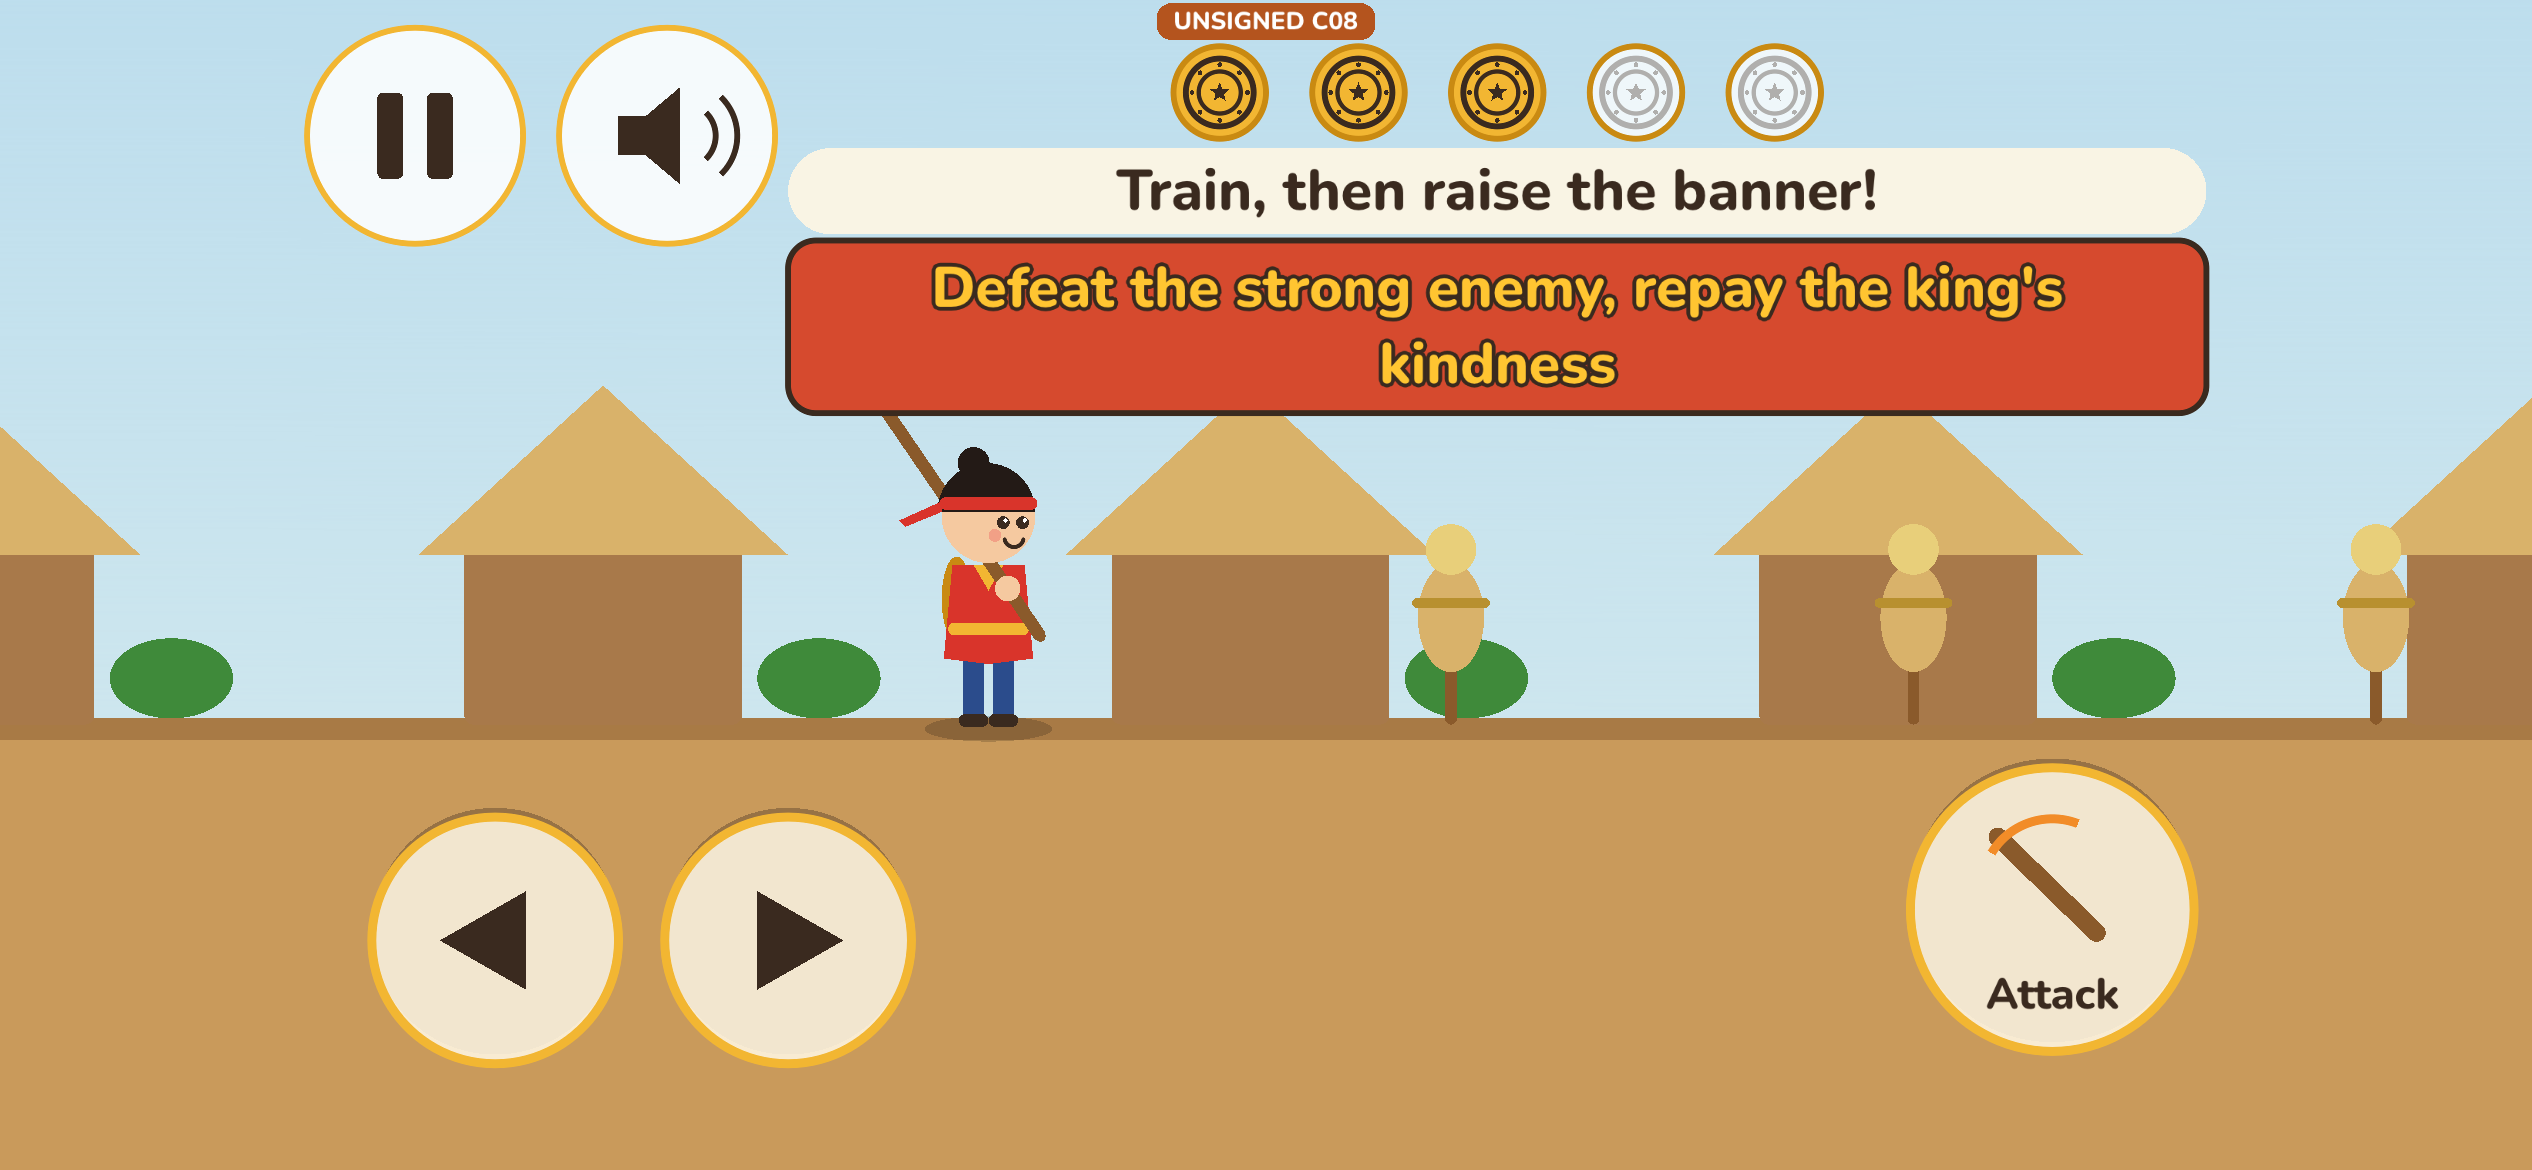 UNSIGNED C08
Train, then raise the banner!
Defeat the strong enemy, repay the king's
kindness
Attack